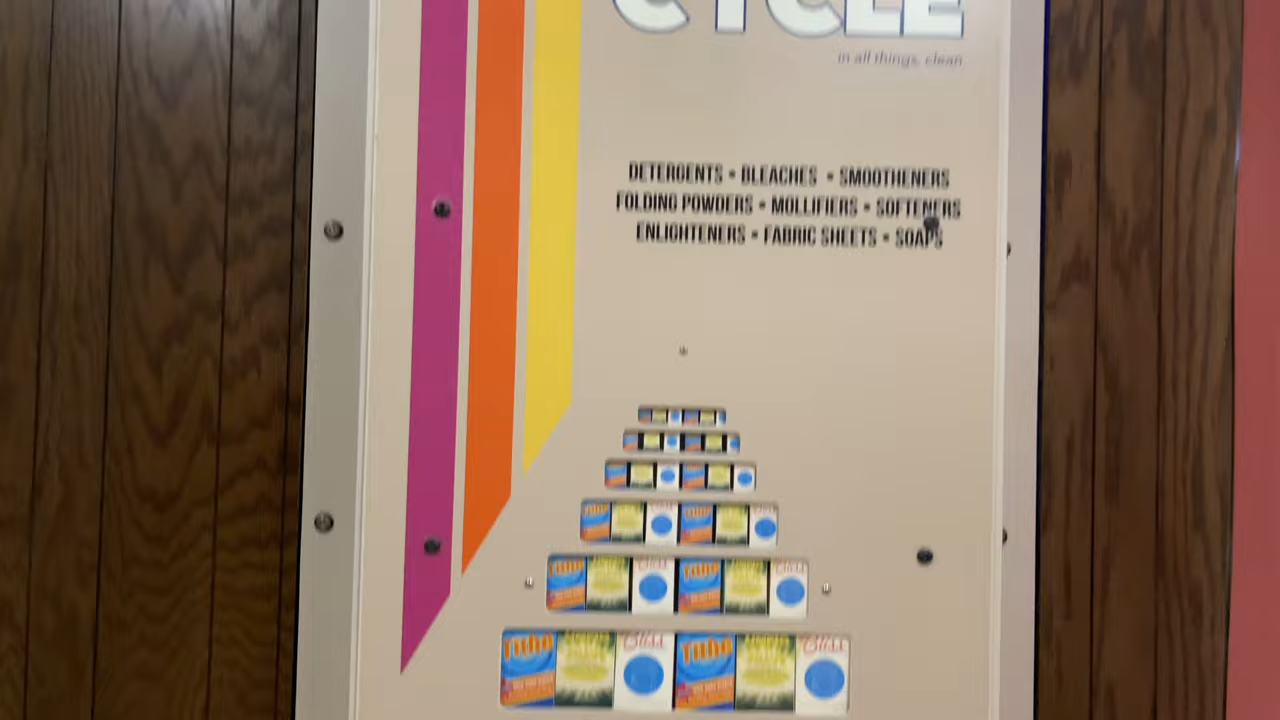 CYCLE
in all things, clean
DETERGENTS • BLEACHES • SMOOTHENERS
FOLDING POWDERS • MOLLIFIERS • SOFTENERS
ENLIGHTENERS • FABRIC SHEETS • SOAPS